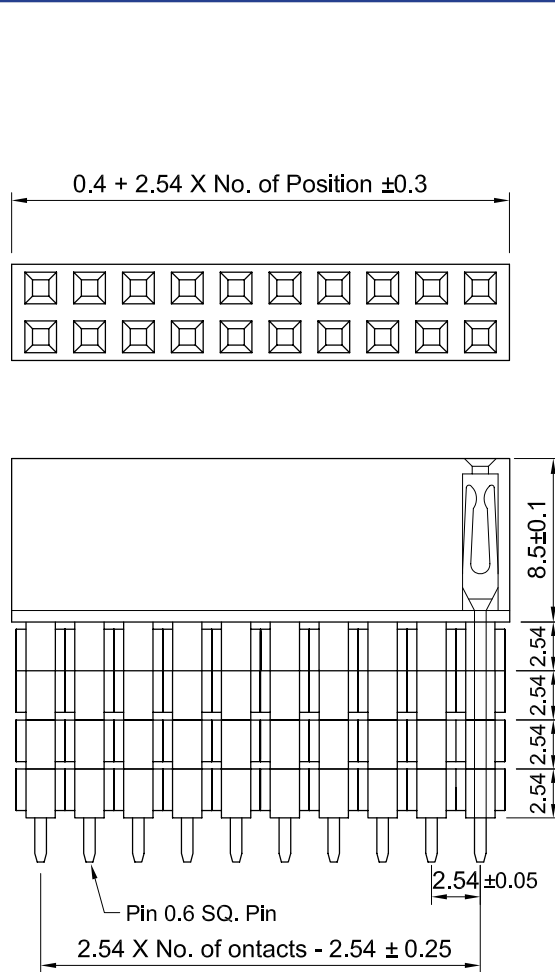 0.4 + 2.54 X No. of Position ±0.3
8.5±0.1
2.54
2.54
2.54
2.54
2.54 ±0.05
Pin 0.6 SQ. Pin
2.54 X No. of ontacts - 2.54 ± 0.25